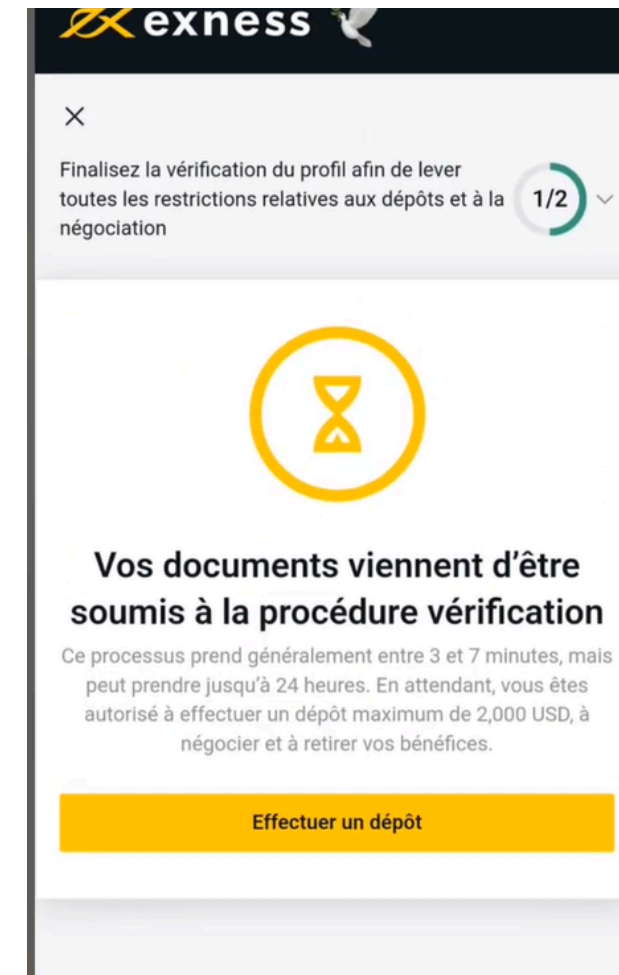 exness
Finalisez la vérification du profil afin de lever
toutes les restrictions relatives aux dépôts et à la
négociation
1/2
Vos documents viennent d’être
soumis à la procédure vérification
Ce processus prend généralement entre 3 et 7 minutes, mais
peut prendre jusqu’à 24 heures. En attendant, vous êtes
autorisé à effectuer un dépôt maximum de 2,000 USD, à
négocier et à retirer vos bénéfices.
Effectuer un dépôt